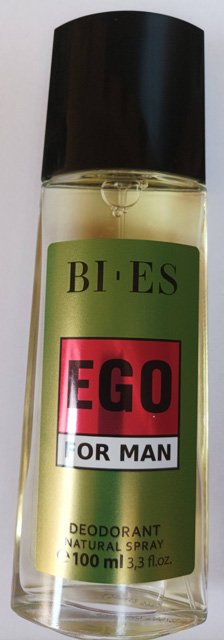 BI·ES
EGO
FOR MAN
DEODORANT
NATURAL SPRAY
℮100 ml 3,3 fl.oz.